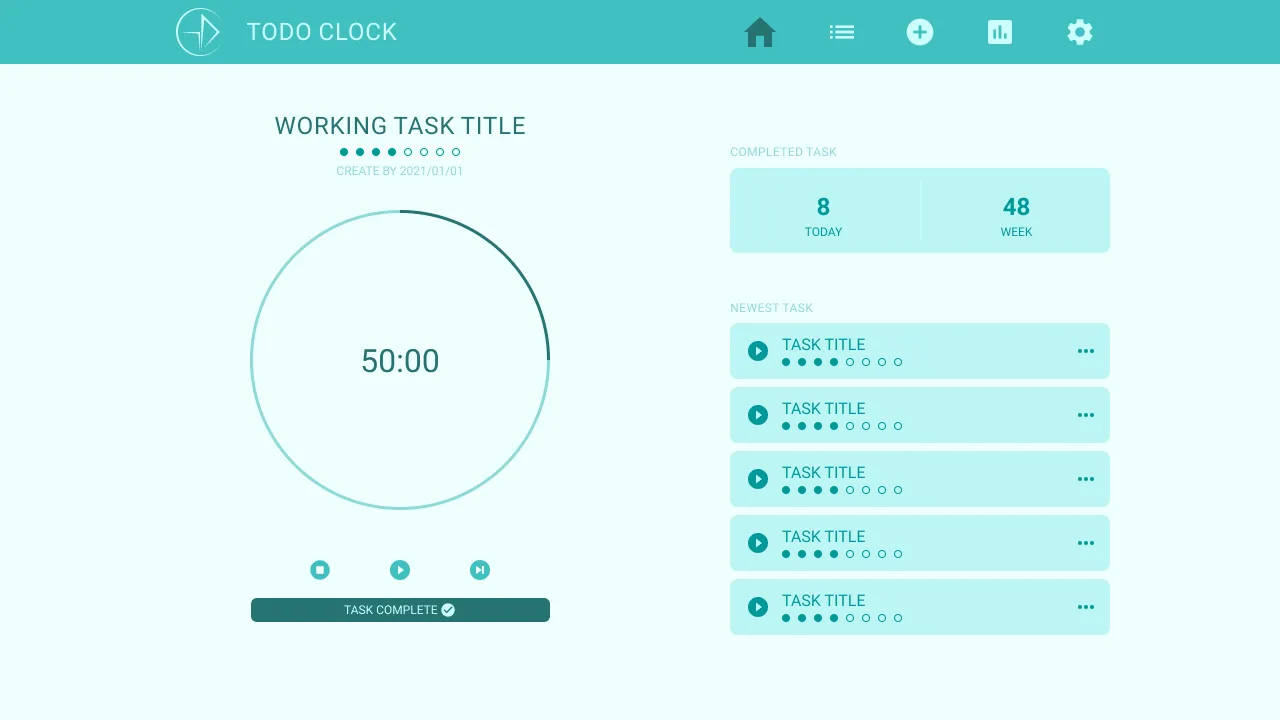 TODO CLOCK
WORKING TASK TITLE
CREATE BY 2021/01/01
50:00
TASK COMPLETE
COMPLETED TASK
8
TODAY
48
WEEK
NEWEST TASK
TASK TITLE
TASK TITLE
TASK TITLE
TASK TITLE
TASK TITLE